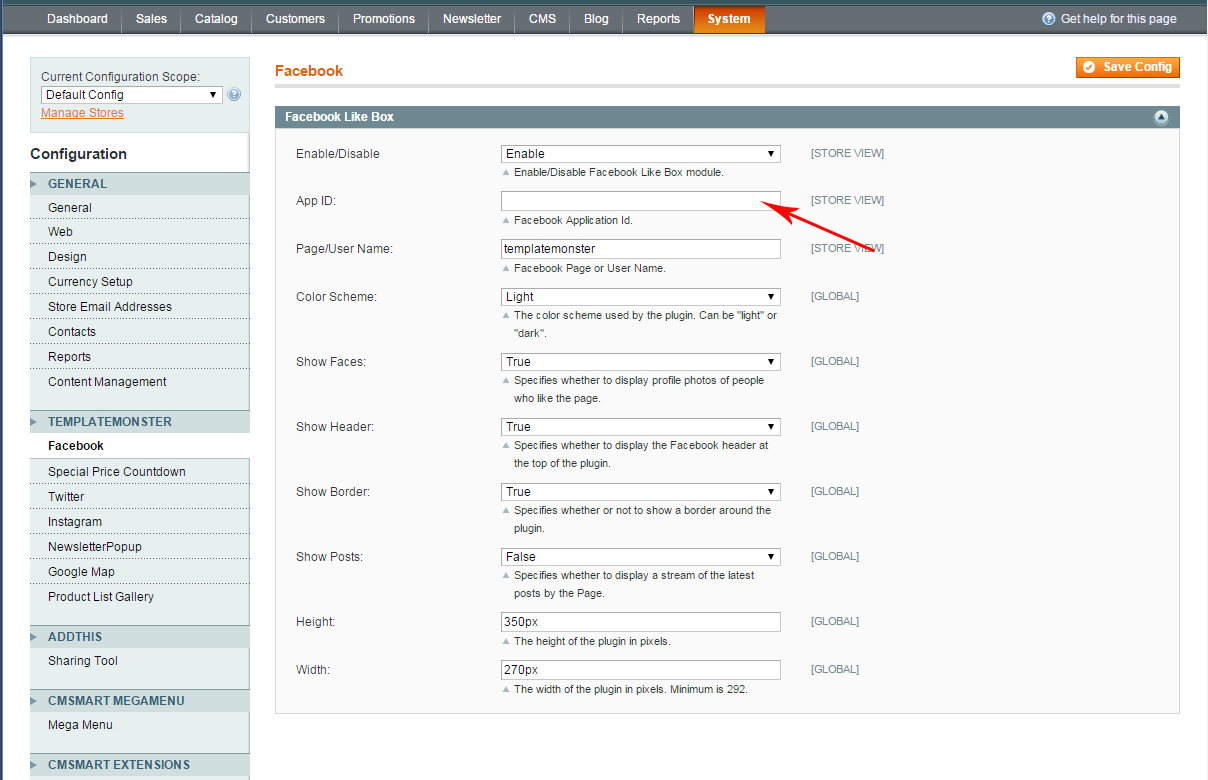 Dashboard Sales Catalog Customers Promotions Newsletter CMS Blog Reports System Get help for this page
Current Configuration Scope:
Default Config
Manage Stores
Configuration
GENERAL
General
Web
Design
Currency Setup
Store Email Addresses
Contacts
Reports
Content Management
TEMPLATEMONSTER
Facebook
Special Price Countdown
Twitter
Instagram
NewsletterPopup
Google Map
Product List Gallery
ADDTHIS
Sharing Tool
CMSMART MEGAMENU
Mega Menu
CMSMART EXTENSIONS
Facebook Save Config
Facebook Like Box
Enable/Disable Enable [STORE VIEW]
Enable/Disable Facebook Like Box module.
App ID: [STORE VIEW]
Facebook Application Id.
Page/User Name: templatemonster [STORE VIEW]
Facebook Page or User Name.
Color Scheme: Light [GLOBAL]
The color scheme used by the plugin. Can be "light" or
"dark".
Show Faces: True [GLOBAL]
Specifies whether to display profile photos of people
who like the page.
Show Header: True [GLOBAL]
Specifies whether to display the Facebook header at
the top of the plugin.
Show Border: True [GLOBAL]
Specifies whether or not to show a border around the
plugin.
Show Posts: False [GLOBAL]
Specifies whether to display a stream of the latest
posts by the Page.
Height: 350px [GLOBAL]
The height of the plugin in pixels.
Width: 270px [GLOBAL]
The width of the plugin in pixels. Minimum is 292.